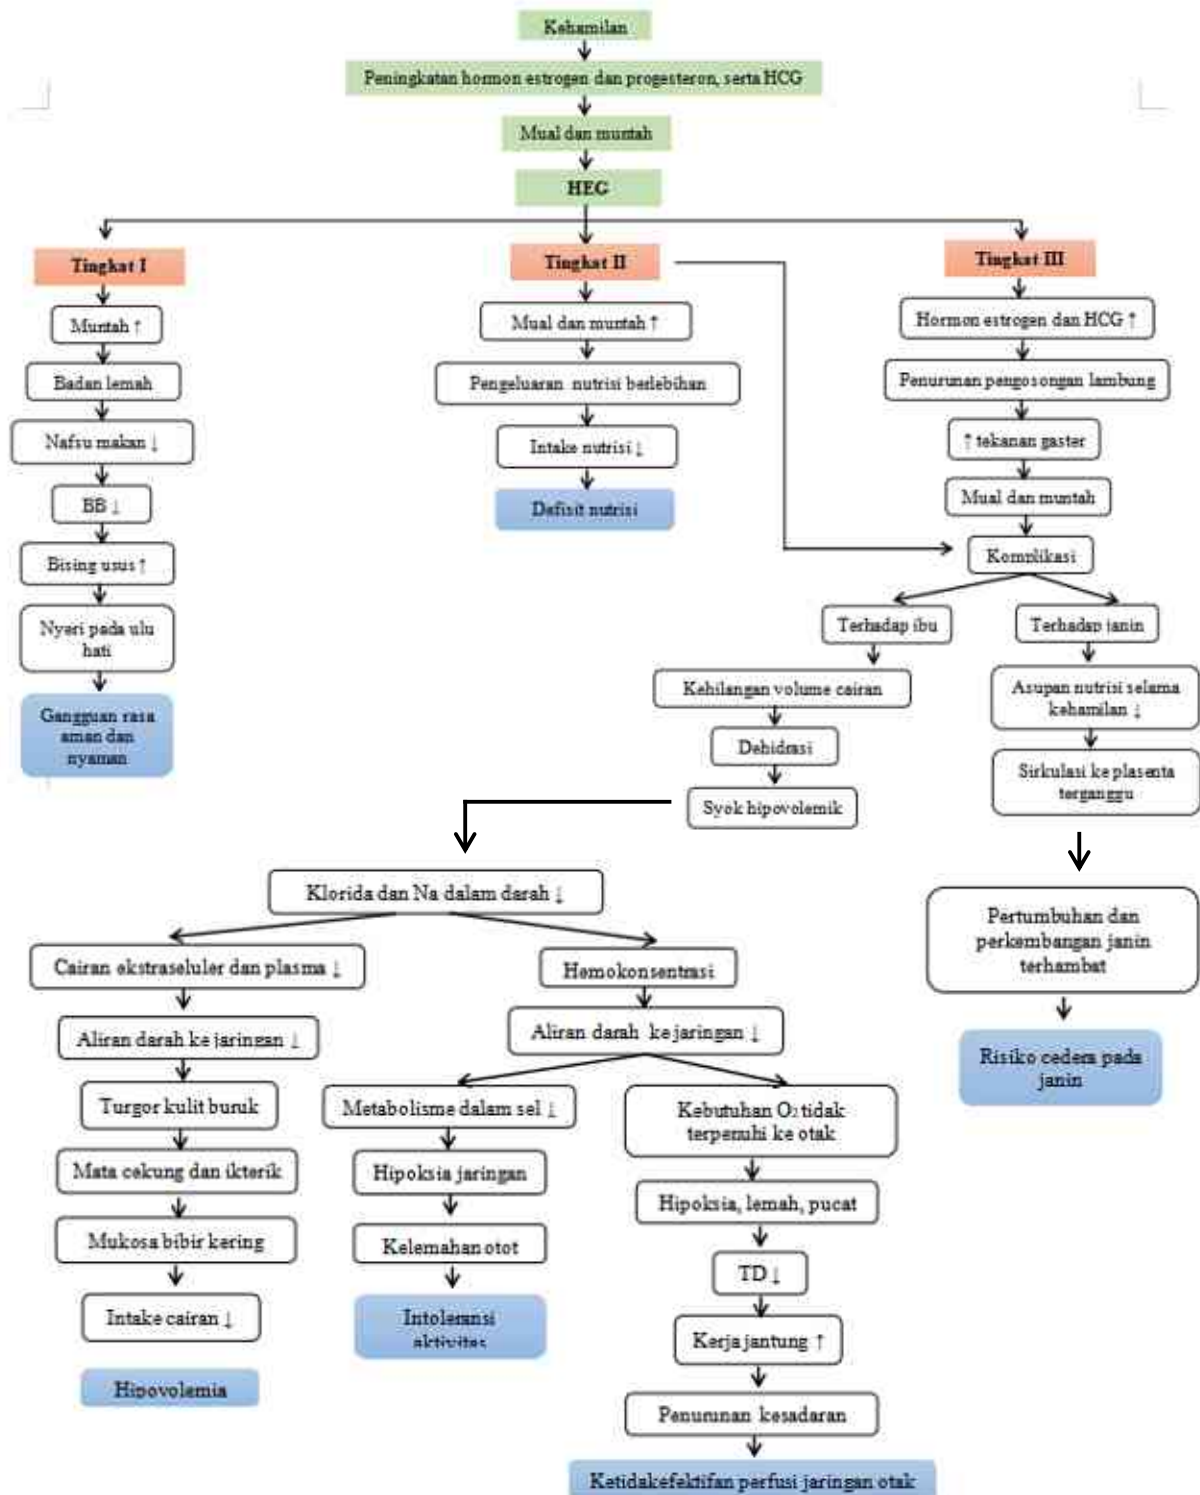 Kehamilan
Peningkatan hormon estrogen dan progesteron, serta HCG
Mual dan muntah
HEG
Tingkat I
Muntah ↑
Badan lemah
Nafsu makan ↓
BB ↓
Bising usus ↑
Nyeri pada ulu
hati
Gangguan rasa
aman dan
nyaman
Tingkat II
Mual dan muntah ↑
Pengeluaran nutrisi berlebihan
Intake nutrisi ↓
Defisit nutrisi
Tingkat III
Hormon estrogen dan HCG ↑
Penurunan pengosongan lambung
↑ tekanan gaster
Mual dan muntah
Komplikasi
Terhadap ibu
Kehilangan volume cairan
Dehidrasi
Syok hipovolemik
Terhadap janin
Asupan nutrisi selama
kehamilan ↓
Sirkulasi ke plasenta
terganggu
Pertumbuhan dan
perkembangan janin
terhambat
Risiko cedera pada
janin
Klorida dan Na dalam darah ↓
Cairan ekstraseluler dan plasma ↓
Aliran darah ke jaringan ↓
Turgor kulit buruk
Mata cekung dan ikterik
Mukosa bibir kering
Intake cairan ↓
Hipovolemia
Hemokonsentrasi
Aliran darah ke jaringan ↓
Metabolisme dalam sel ↓
Hipoksia jaringan
Kelemahan otot
Intoleransi
aktivitas
Kebutuhan O₂ tidak
terpenuhi ke otak
Hipoksia, lemah, pucat
TD ↓
Kerja jantung ↑
Penurunan kesadaran
Ketidakefektifan perfusi jaringan otak